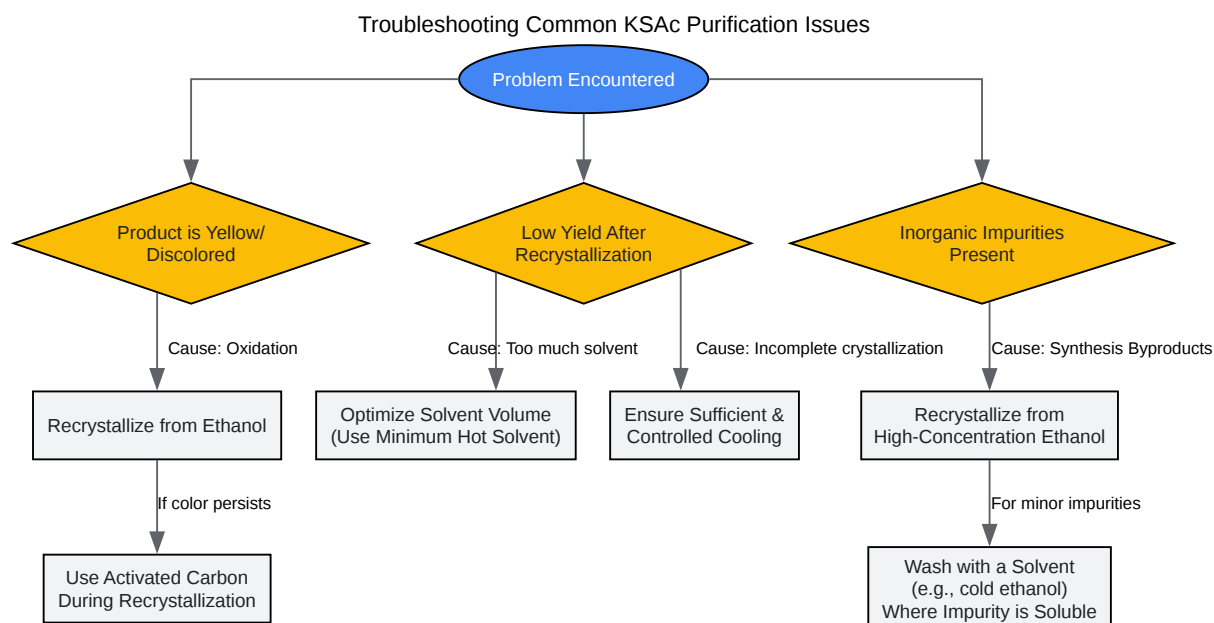 Troubleshooting Common KSAc Purification Issues
Problem Encountered
Product is Yellow/
Discolored
Low Yield After
Recrystallization
Inorganic Impurities
Present
Cause: Oxidation
Cause: Too much solvent
Cause: Incomplete crystallization
Cause: Synthesis Byproducts
Recrystallize from Ethanol
Optimize Solvent Volume
(Use Minimum Hot Solvent)
Ensure Sufficient &
Controlled Cooling
Recrystallize from
High-Concentration Ethanol
If color persists
For minor impurities
Use Activated Carbon
During Recrystallization
Wash with a Solvent
(e.g., cold ethanol)
Where Impurity is Soluble